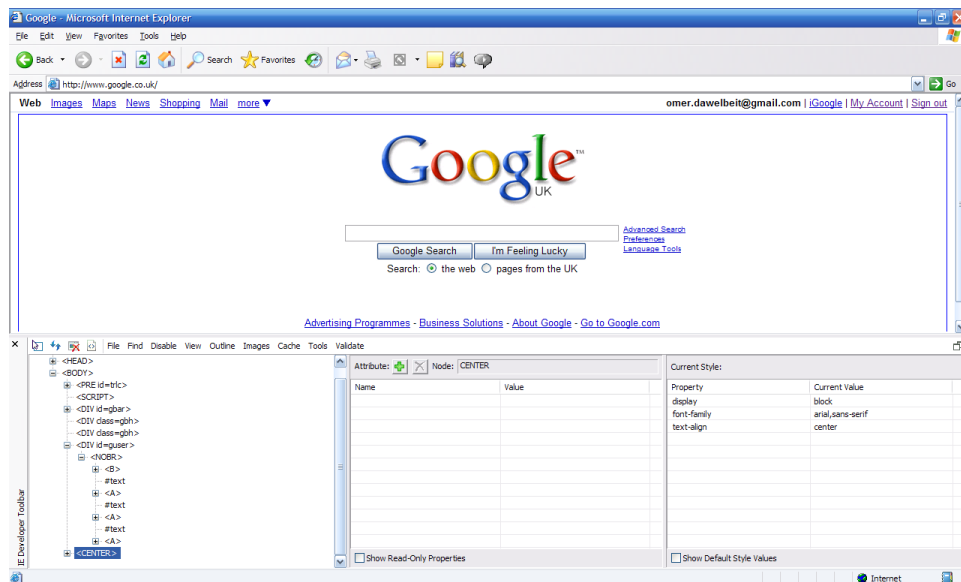 Google - Microsoft Internet Explorer
File Edit View Favorites Tools Help
Back Search Favorites
Address http://www.google.co.uk/ Go
Web Images Maps News Shopping Mail more ▼ omer.dawelbeit@gmail.com | iGoogle | My Account | Sign out
Google™
UK
Advanced Search
Preferences
Language Tools
Google Search I'm Feeling Lucky
Search: the web pages from the UK
Advertising Programmes - Business Solutions - About Google - Go to Google.com
File Find Disable View Outline Images Cache Tools Validate
IE Developer Toolbar
<HEAD>
<BODY>
<PRE id=trlc>
<SCRIPT>
<DIV id=gbar>
<DIV class=gbh>
<DIV class=gbh>
<DIV id=guser>
<NOBR>
<B>
#text
<A>
#text
<A>
#text
<A>
<CENTER>
Attribute: Node: CENTER
Name Value
Show Read-Only Properties
Current Style:
Property Current Value
display block
font-family arial,sans-serif
text-align center
Show Default Style Values
Internet